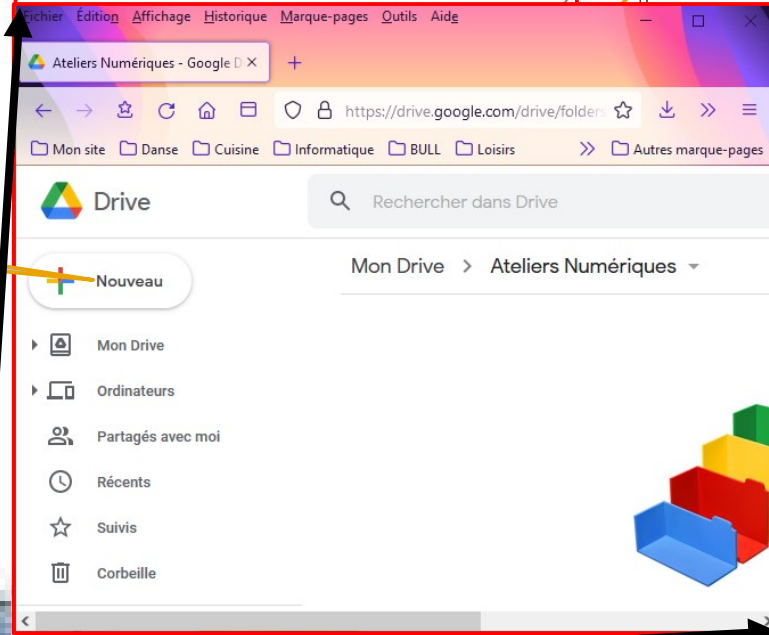 Fichier Édition Affichage Historique Marque-pages Outils Aide
Ateliers Numériques - Google D
https://drive.google.com/drive/folders
Mon site Danse Cuisine Informatique BULL Loisirs Autres marque-pages
Drive Rechercher dans Drive
Nouveau
Mon Drive > Ateliers Numériques
Mon Drive
Ordinateurs
Partagés avec moi
Récents
Suivis
Corbeille